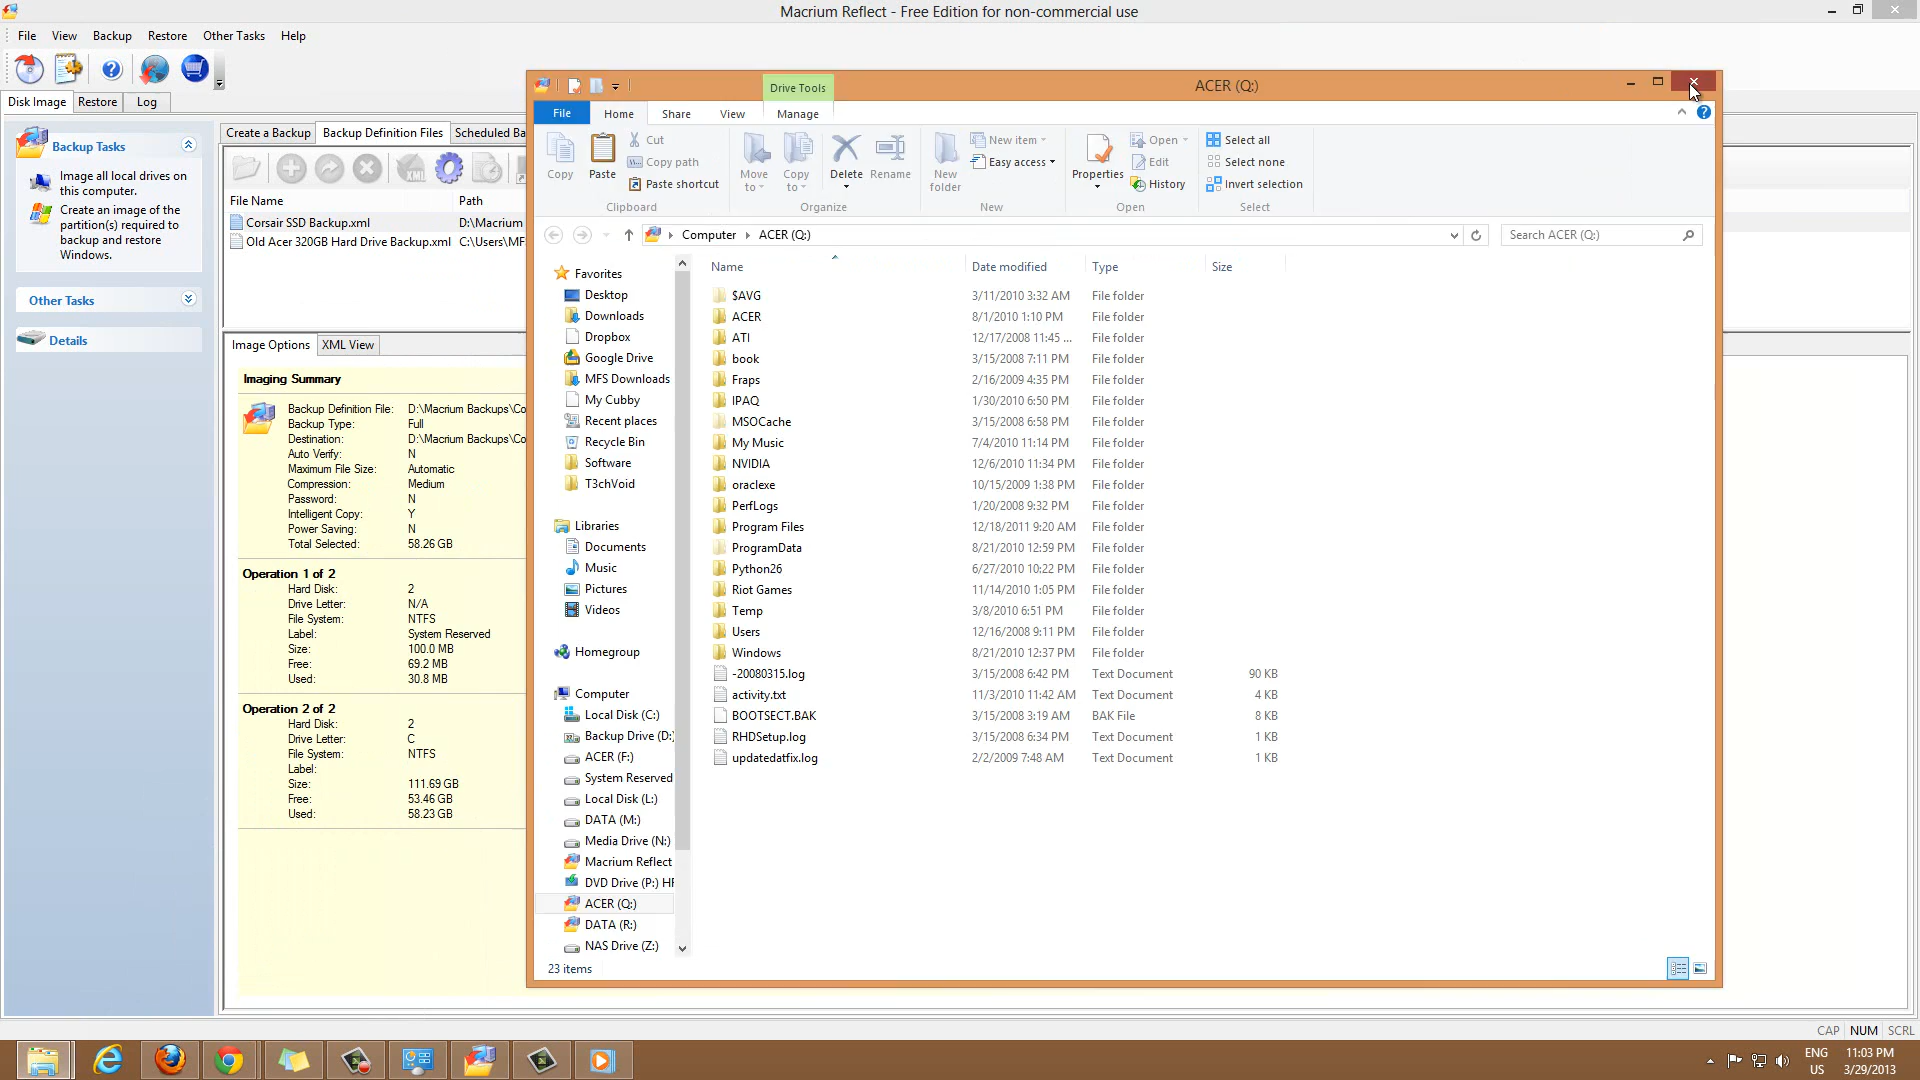 Macrium Reflect - Free Edition for non-commercial use
File View Backup Restore Other Tasks Help
Disk Image Restore Log
Backup Tasks
Image all local drives on
this computer.
Create an image of the
partition(s) required to
backup and restore
Windows.
Other Tasks
Details
Create a Backup Backup Definition Files Scheduled Ba
File Name Path
Corsair SSD Backup.xml D:\Macrium
Old Acer 320GB Hard Drive Backup.xml C:\Users\MF
Image Options XML View
Imaging Summary
Backup Definition File: D:\Macrium Backups\Co
Backup Type: Full
Destination: D:\Macrium Backups\Co
Auto Verify: N
Maximum File Size: Automatic
Compression: Medium
Password: N
Intelligent Copy: Y
Power Saving: N
Total Selected: 58.26 GB
Operation 1 of 2
Hard Disk: 2
Drive Letter: N/A
File System: NTFS
Label: System Reserved
Size: 100.0 MB
Free: 69.2 MB
Used: 30.8 MB
Operation 2 of 2
Hard Disk: 2
Drive Letter: C
File System: NTFS
Label:
Size: 111.69 GB
Free: 53.46 GB
Used: 58.23 GB
Drive Tools ACER (Q:)
File Home Share View Manage
Copy Paste Cut Copy path Paste shortcut
Clipboard
Move to Copy to Delete Rename
Organize
New folder New item Easy access
New
Properties Open Edit History
Open
Select all Select none Invert selection
Select
Computer ACER (Q:) Search ACER (Q:)
Favorites
Desktop
Downloads
Dropbox
Google Drive
MFS Downloads
My Cubby
Recent places
Recycle Bin
Software
T3chVoid
Libraries
Documents
Music
Pictures
Videos
Homegroup
Computer
Local Disk (C:)
Backup Drive (D:)
ACER (F:)
System Reserved
Local Disk (L:)
DATA (M:)
Media Drive (N:)
Macrium Reflect
DVD Drive (P:) HF
ACER (Q:)
DATA (R:)
NAS Drive (Z:)
Name Date modified Type Size
$AVG 3/11/2010 3:32 AM File folder
ACER 8/1/2010 1:10 PM File folder
ATI 12/17/2008 11:45 ... File folder
book 3/15/2008 7:11 PM File folder
Fraps 2/16/2009 4:35 PM File folder
IPAQ 1/30/2010 6:50 PM File folder
MSOCache 3/15/2008 6:58 PM File folder
My Music 7/4/2010 11:14 PM File folder
NVIDIA 12/6/2010 11:34 PM File folder
oraclexe 10/15/2009 1:38 PM File folder
PerfLogs 1/20/2008 9:32 PM File folder
Program Files 12/18/2011 9:20 AM File folder
ProgramData 8/21/2010 12:59 PM File folder
Python26 6/27/2010 10:22 PM File folder
Riot Games 11/14/2010 1:05 PM File folder
Temp 3/8/2010 6:51 PM File folder
Users 12/16/2008 9:11 PM File folder
Windows 8/21/2010 12:37 PM File folder
-20080315.log 3/15/2008 6:42 PM Text Document 90 KB
activity.txt 11/3/2010 11:42 AM Text Document 4 KB
BOOTSECT.BAK 3/15/2008 3:19 AM BAK File 8 KB
RHDSetup.log 3/15/2008 6:34 PM Text Document 1 KB
updatedatfix.log 2/2/2009 7:48 AM Text Document 1 KB
23 items
CAP NUM SCRL
ENG 11:03 PM
US 3/29/2013